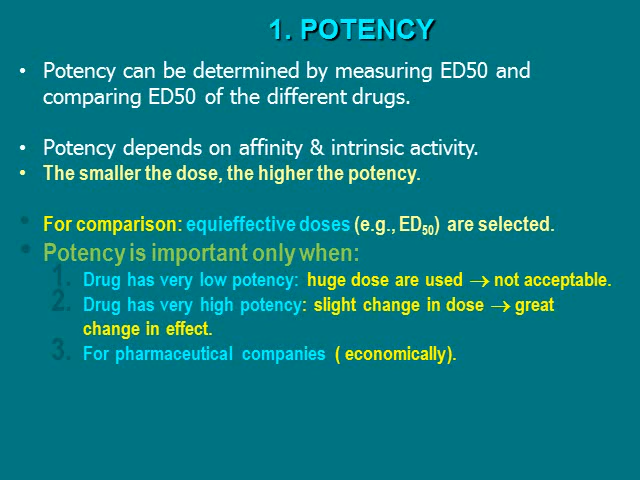 1. POTENCY
• Potency can be determined by measuring ED50 and
comparing ED50 of the different drugs.
• Potency depends on affinity & intrinsic activity.
• The smaller the dose, the higher the potency.
• For comparison: equieffective doses (e.g., ED50) are selected.
• Potency is important only when:
1. Drug has very low potency: huge dose are used → not acceptable.
2. Drug has very high potency: slight change in dose → great
change in effect.
3. For pharmaceutical companies ( economically).